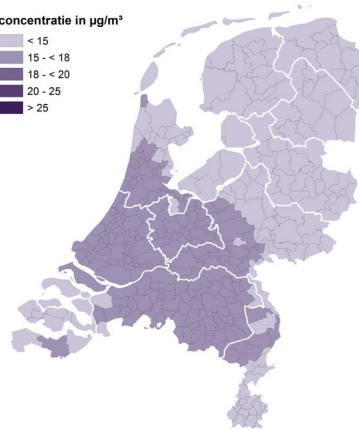 concentratie in µg/m³
< 15
15 - < 18
18 - < 20
20 - 25
> 25